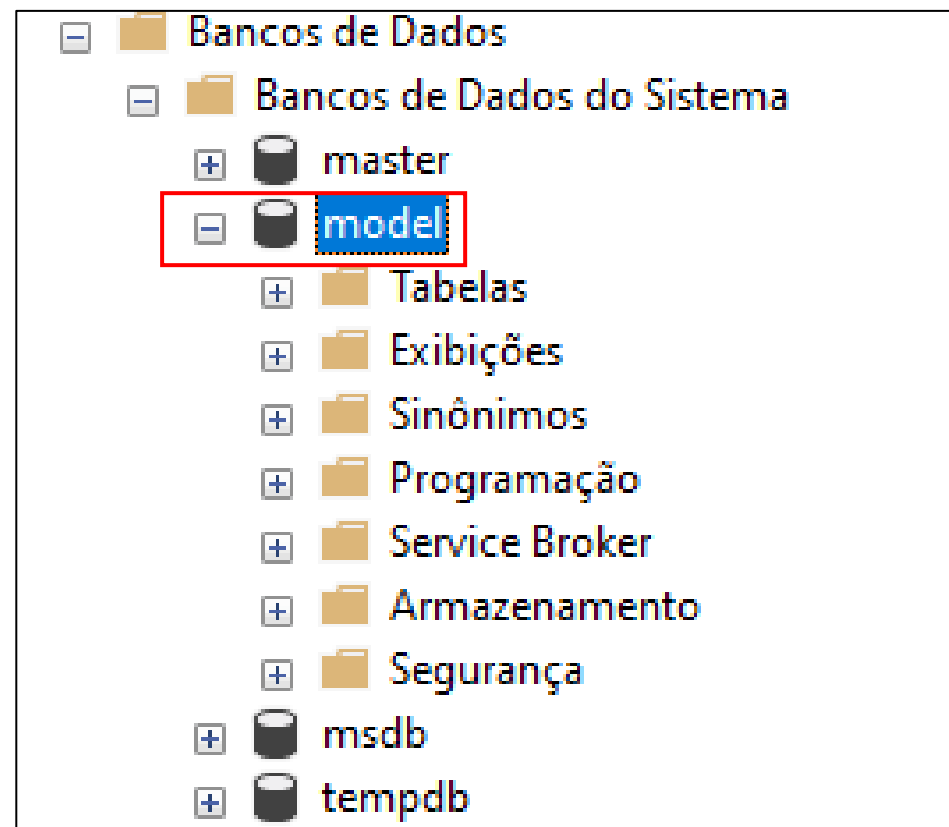 Bancos de Dados
Bancos de Dados do Sistema
master
model
Tabelas
Exibições
Sinônimos
Programação
Service Broker
Armazenamento
Segurança
msdb
tempdb